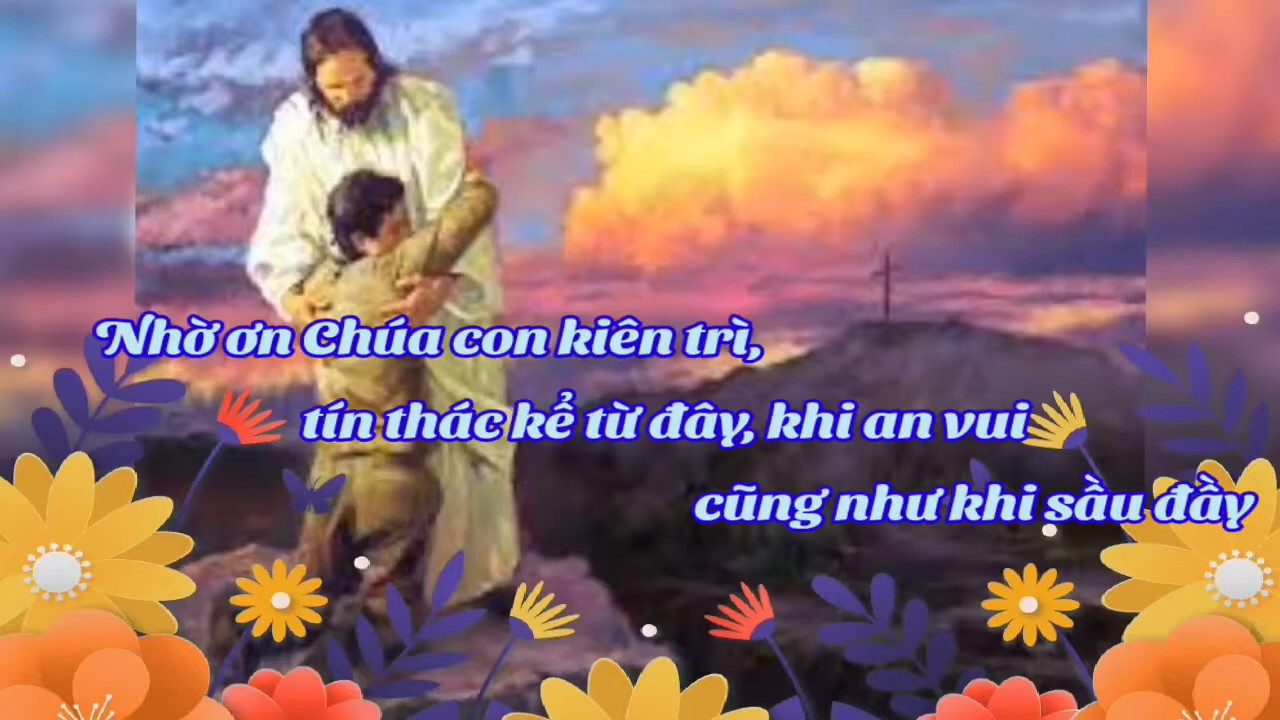 Nhờ ơn Chúa con kiên trì,
tín thác kể từ đây, khi an vui
cũng như khi sầu đầy